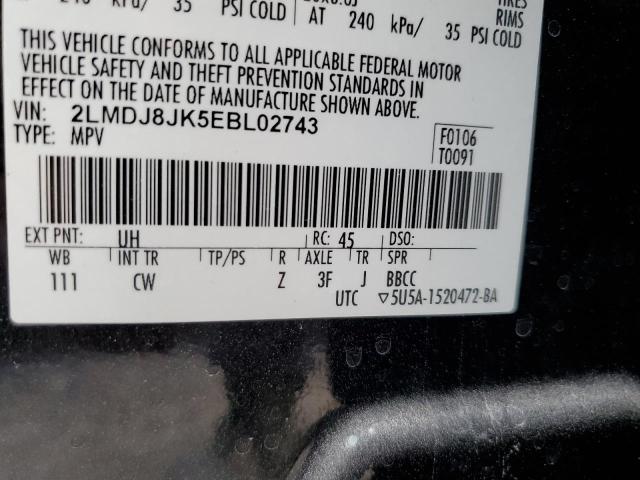 240 kPa/ 35 PSI COLD AT 240 kPa/ 35 PSI COLD
TIRES
RIMS
THIS VEHICLE CONFORMS TO ALL APPLICABLE FEDERAL MOTOR
VEHICLE SAFETY AND THEFT PREVENTION STANDARDS IN
EFFECT ON THE DATE OF MANUFACTURE SHOWN ABOVE.
VIN: 2LMDJ8JK5EBL02743
TYPE: MPV
F0106
T0091
EXT PNT: UH RC: 45 DSO:
WB INT TR TP/PS R AXLE TR SPR
111 CW Z 3F J BBCC
UTC ▽5U5A-1520472-BA